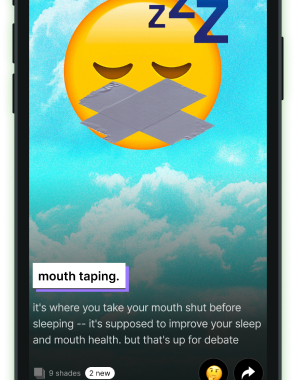 zzZ
mouth taping.
it's where you take your mouth shut before
sleeping -- it's supposed to improve your sleep
and mouth health. but that's up for debate
9 shades 2 new